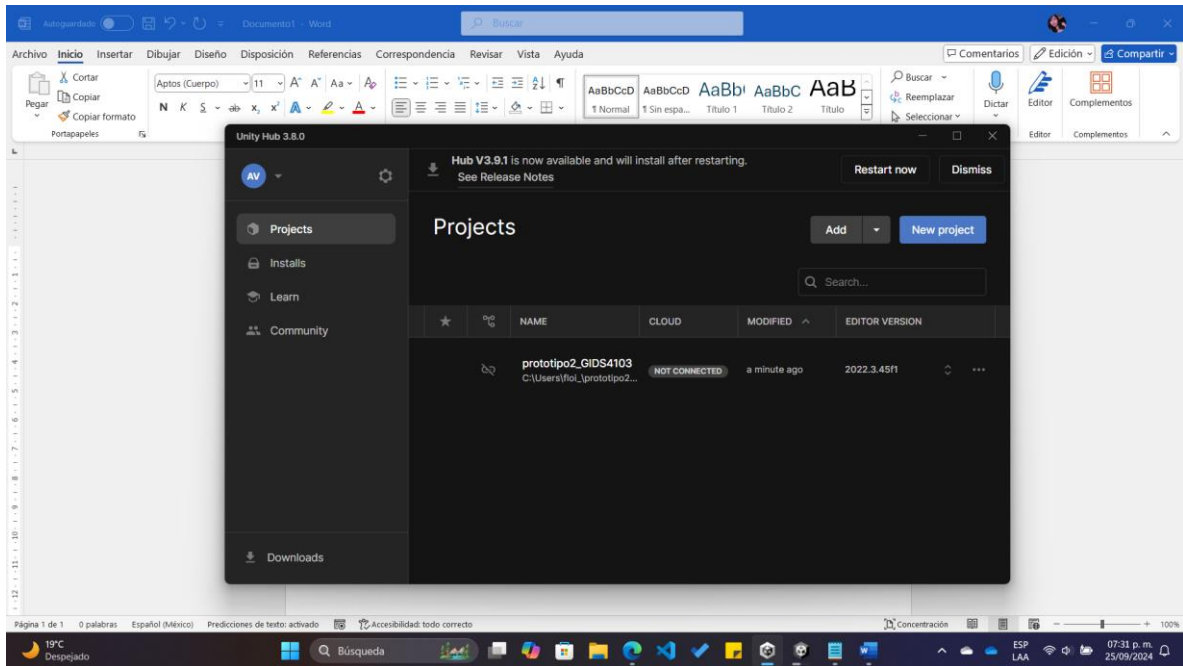 Autoguardado Documento1 - Word Buscar
Archivo Inicio Insertar Dibujar Diseño Disposición Referencias Correspondencia Revisar Vista Ayuda Comentarios Edición Compartir
Pegar Cortar Copiar Copiar formato
Aptos (Cuerpo) 11 A A Aa A
N K S ab x, x² A A
AaBbCcD AaBbCcD AaBb AaBbC AaB
¶ Normal ¶ Sin espa... Título 1 Título 2 Título
Buscar Reemplazar Seleccionar
Dictar Editor Complementos
Portapapeles Editor Complementos
Unity Hub 3.8.0
AV
Hub V3.9.1 is now available and will install after restarting.
See Release Notes
Restart now Dismiss
Projects
Installs
Learn
Community
Downloads
Projects
Add New project
Search...
NAME CLOUD MODIFIED EDITOR VERSION
prototipo2_GIDS4103 NOT CONNECTED a minute ago 2022.3.45f1
C:\Users\floi_\prototipo2...
Página 1 de 1 0 palabras Español (México) Predicciones de texto: activado Accesibilidad: todo correcto Concentración 100%
19°C
Despejado
Búsqueda
ESP
LAA
07:31 p. m.
25/09/2024